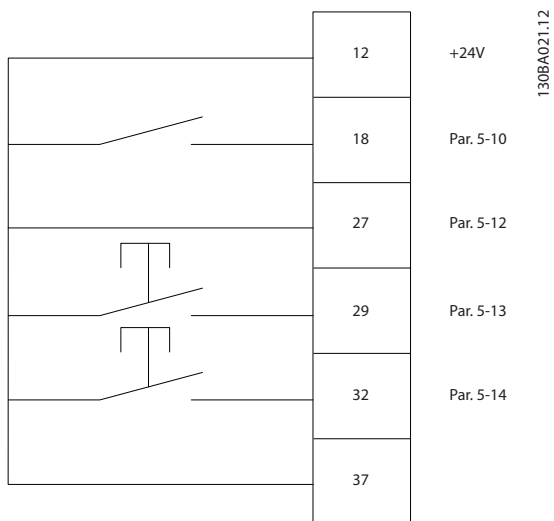 12 +24V
18 Par. 5-10
27 Par. 5-12
29 Par. 5-13
32 Par. 5-14
37
130BA021.12